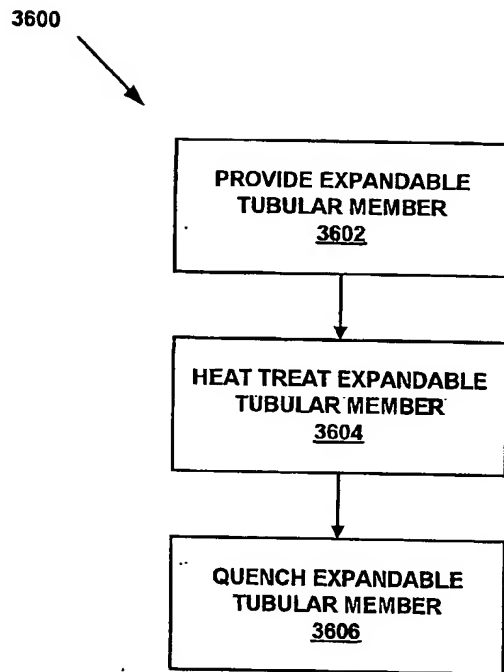 3600
PROVIDE EXPANDABLE
TUBULAR MEMBER
3602
HEAT TREAT EXPANDABLE
TUBULAR MEMBER
3604
QUENCH EXPANDABLE
TUBULAR MEMBER
3606